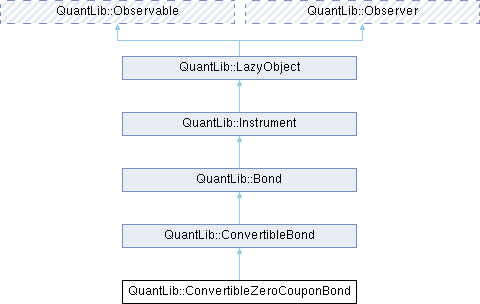 QuantLib::Observable
QuantLib::Observer
QuantLib::LazyObject
QuantLib::Instrument
QuantLib::Bond
QuantLib::ConvertibleBond
QuantLib::ConvertibleZeroCouponBond